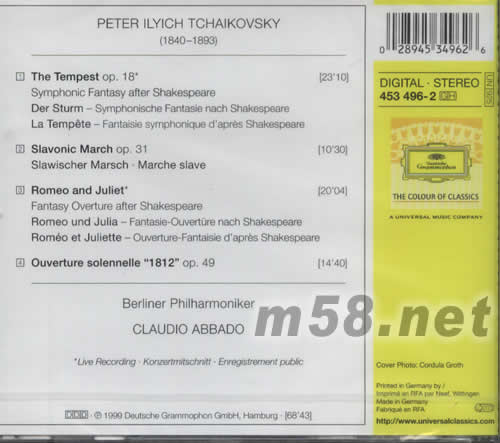 PETER ILYICH TCHAIKOVSKY
(1840–1893)
1 The Tempest op. 18* [23'10]
Symphonic Fantasy after Shakespeare
Der Sturm – Symphonische Fantasie nach Shakespeare
La Tempête – Fantaisie symphonique d'après Shakespeare
2 Slavonic March op. 31 [10'30]
Slawischer Marsch · Marche slave
3 Romeo and Juliet* [20'04]
Fantasy Overture after Shakespeare
Romeo und Julia – Fantasie-Ouvertüre nach Shakespeare
Roméo et Juliette – Ouverture-Fantaisie d'après Shakespeare
4 Ouverture solennelle "1812" op. 49 [14'40]
Berliner Philharmoniker
CLAUDIO ABBADO
*Live Recording · Konzertmitschnitt · Enregistrement public
DDD · ℗ 1999 Deutsche Grammophon GmbH, Hamburg · [68'43]
0 28945 34962 6
DIGITAL · STEREO
453 496-2 GH
Deutsche
Grammophon
THE COLOUR OF CLASSICS
A UNIVERSAL MUSIC COMPANY
m58.net
Cover Photo: Cordula Groth
Printed in Germany by /
Imprimé en RFA par Neef, Wittingen
Made in Germany
Fabriqué en RFA
http://www.universalclassics.com